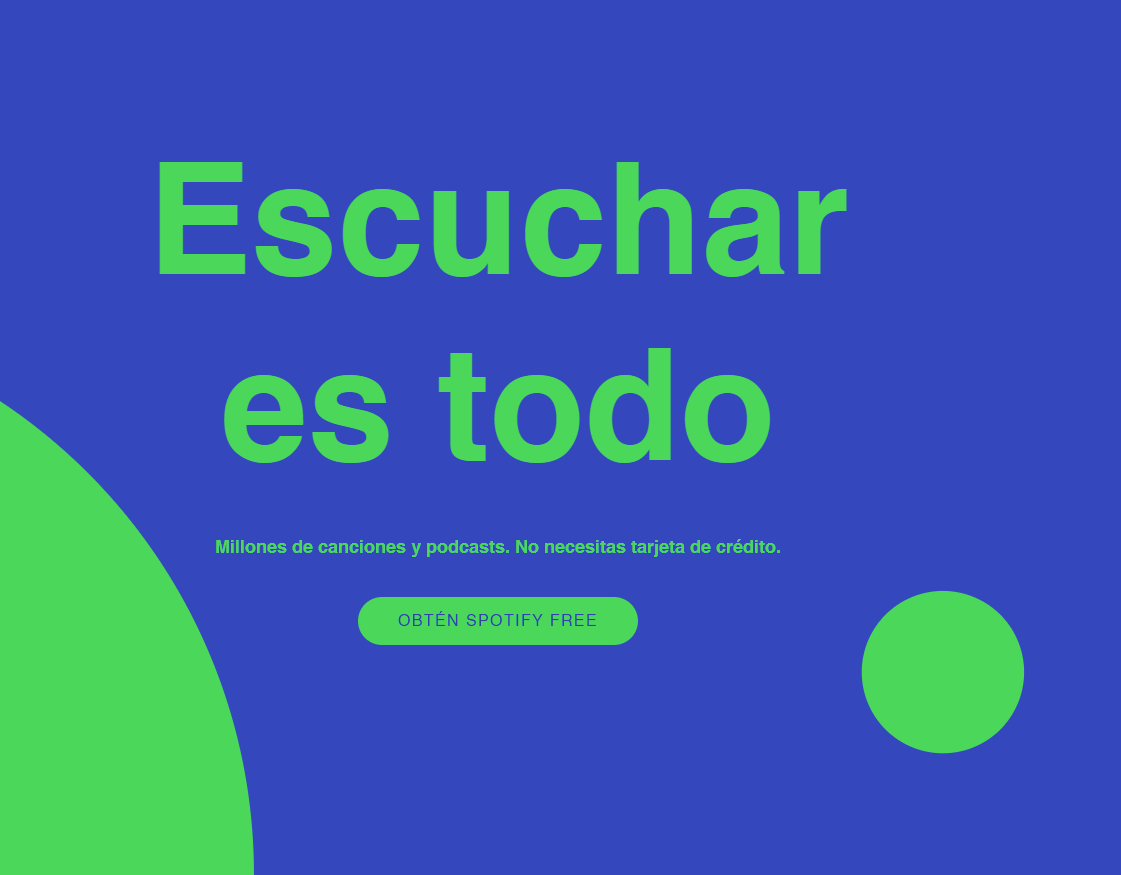 Escuchar
es todo
Millones de canciones y podcasts. No necesitas tarjeta de crédito.
OBTÉN SPOTIFY FREE